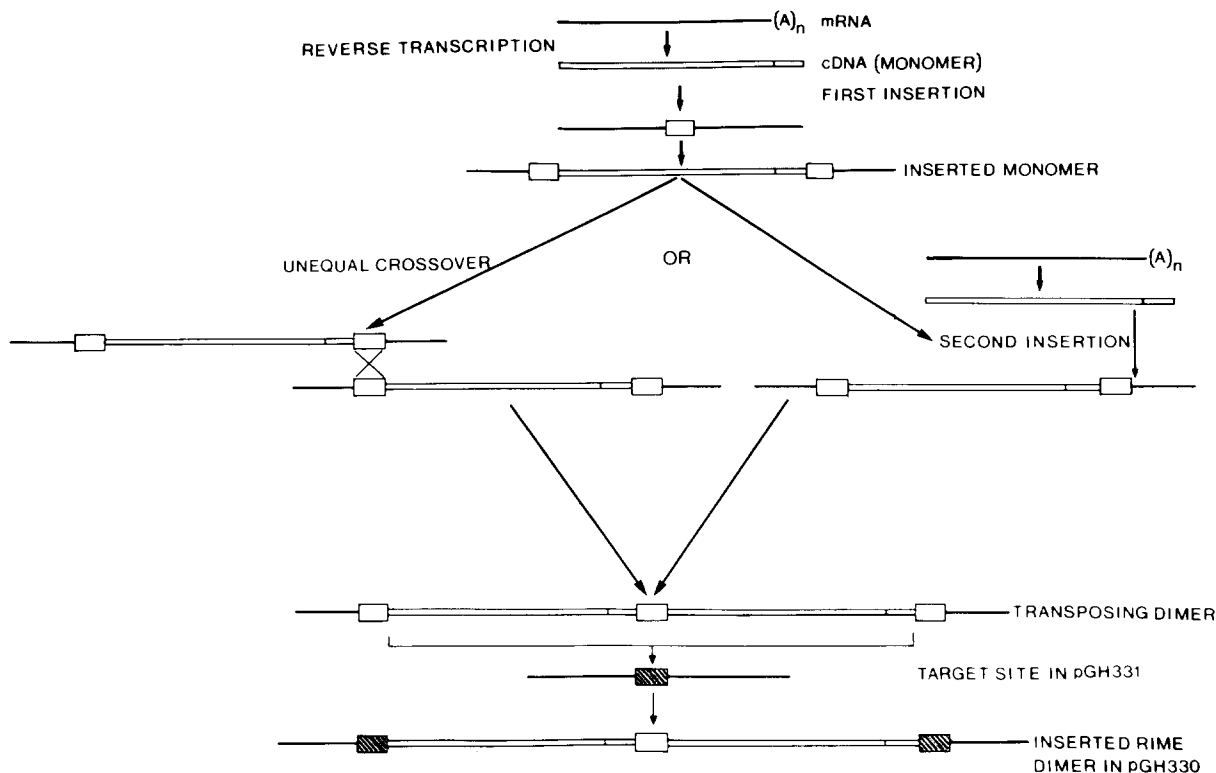 (A)n mRNA
REVERSE TRANSCRIPTION
cDNA (MONOMER)
FIRST INSERTION
INSERTED MONOMER
UNEQUAL CROSSOVER
OR
(A)n
SECOND INSERTION
TRANSPOSING DIMER
TARGET SITE IN pGH331
INSERTED RIME
DIMER IN pGH330